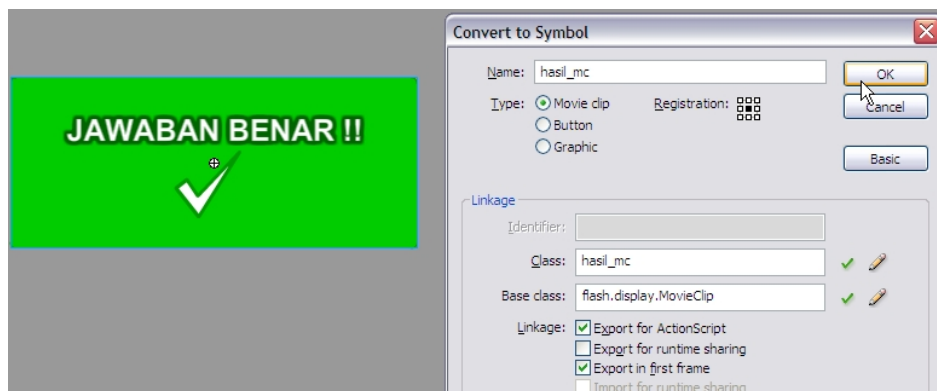 JAWABAN BENAR !!
Convert to Symbol
Name: hasil_mc
OK
Type: Movie clip Registration:
Cancel
Button
Graphic
Basic
Linkage
Identifier:
Class: hasil_mc
Base class: flash.display.MovieClip
Linkage: Export for ActionScript
Export for runtime sharing
Export in first frame
Import for runtime sharing